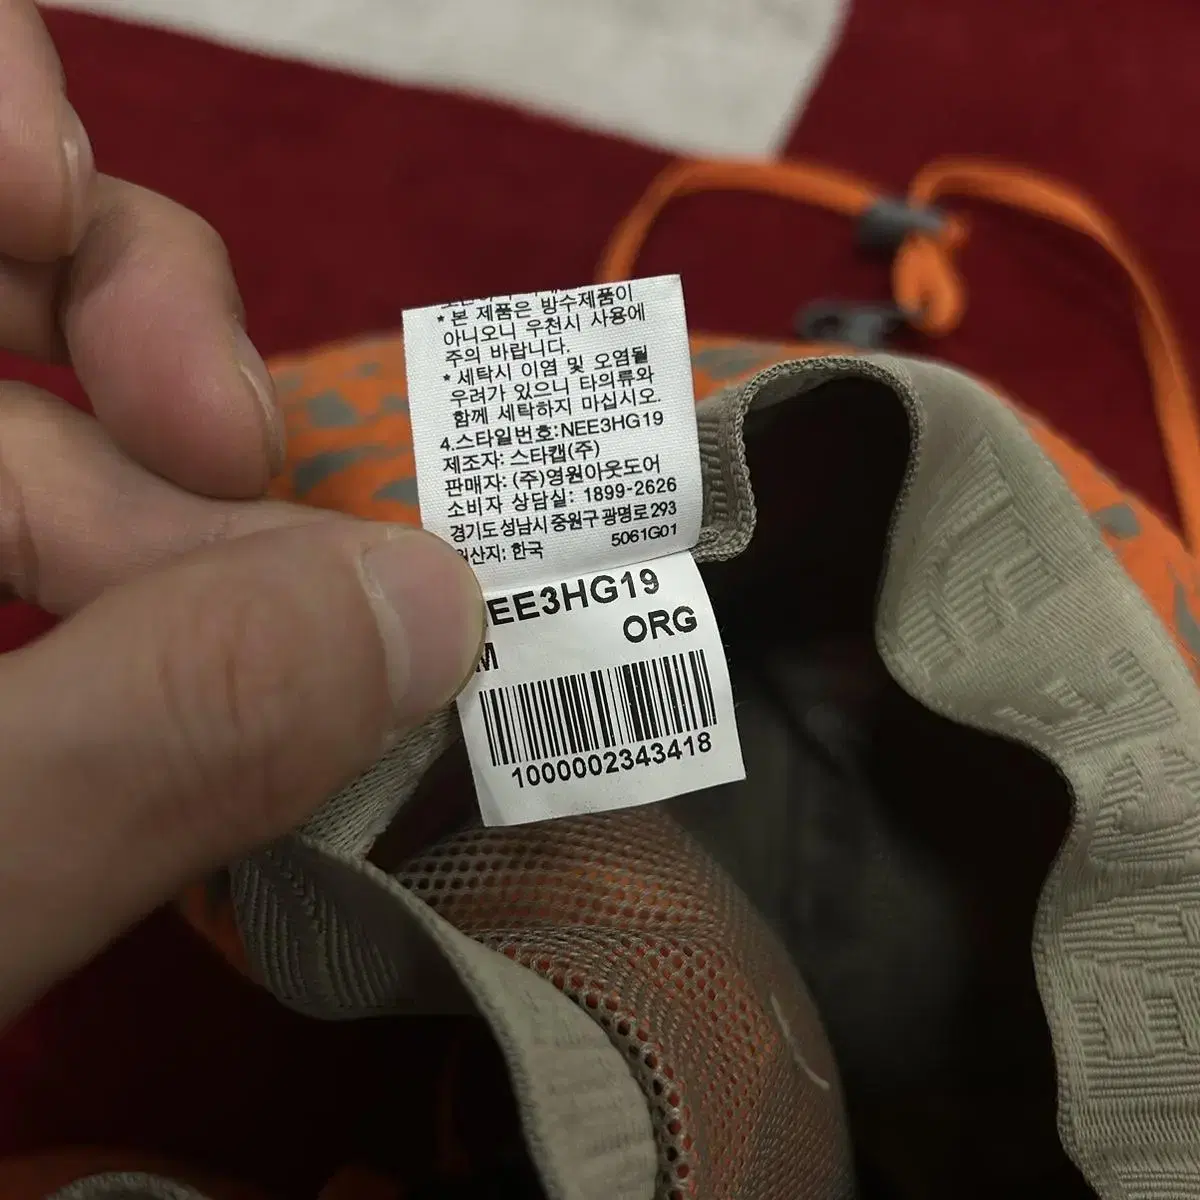 *본 제품은 방수제품이
아니오니 우천시 사용에
주의 바랍니다.
*세탁시 이염 및 오염될
우려가 있으니 타의류와
함께 세탁하지 마십시오.
4.스타일번호:NEE3HG19
제조자: 스타캡(주)
판매자: (주)영원아웃도어
소비자 상담실: 1899-2626
경기도 성남시 중원구 광명로 293
원산지: 한국 5061G01
NEE3HG19
ORG
M
1000002343418